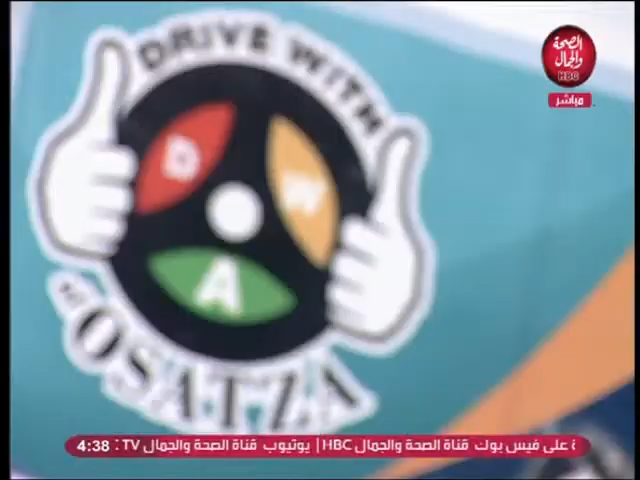 DRIVE WITH
D W
A
OSATZA
الصحة
والجمال
HBC
مباشر
ة على فيس بوك قناة الصحة والجمال HBC | يوتيوب قناة الصحة والجمال TV :
4:38